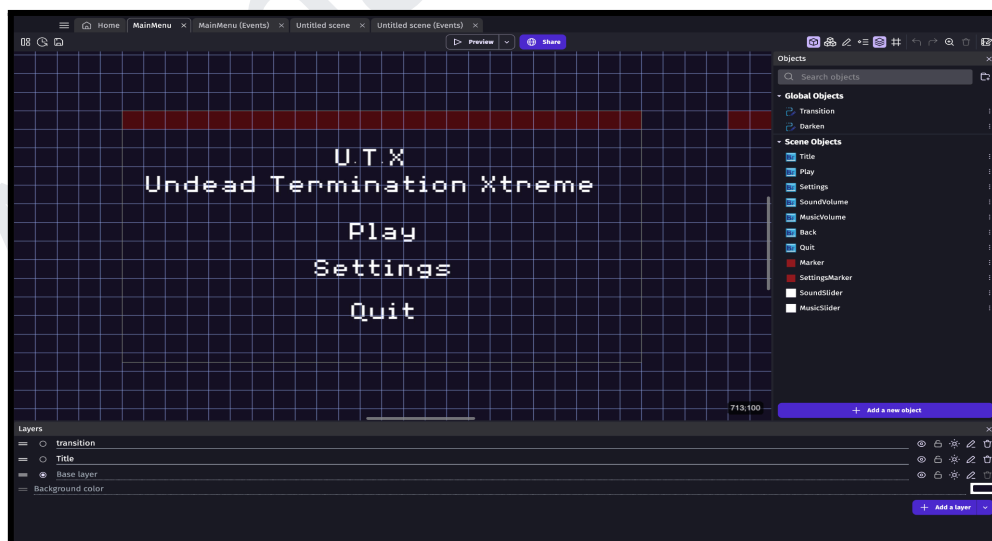 Home MainMenu × MainMenu (Events) × Untitled scene × Untitled scene (Events) ×
Preview Share
Objects ×
Search objects
Global Objects
Transition
Darken
Scene Objects
Title
Play
Settings
SoundVolume
MusicVolume
Back
Quit
Marker
SettingsMarker
SoundSlider
MusicSlider
U.T.X
Undead Termination Xtreme
Play
Settings
Quit
713;100
+ Add a new object
Layers ×
transition
Title
Base layer
Background color
+ Add a layer